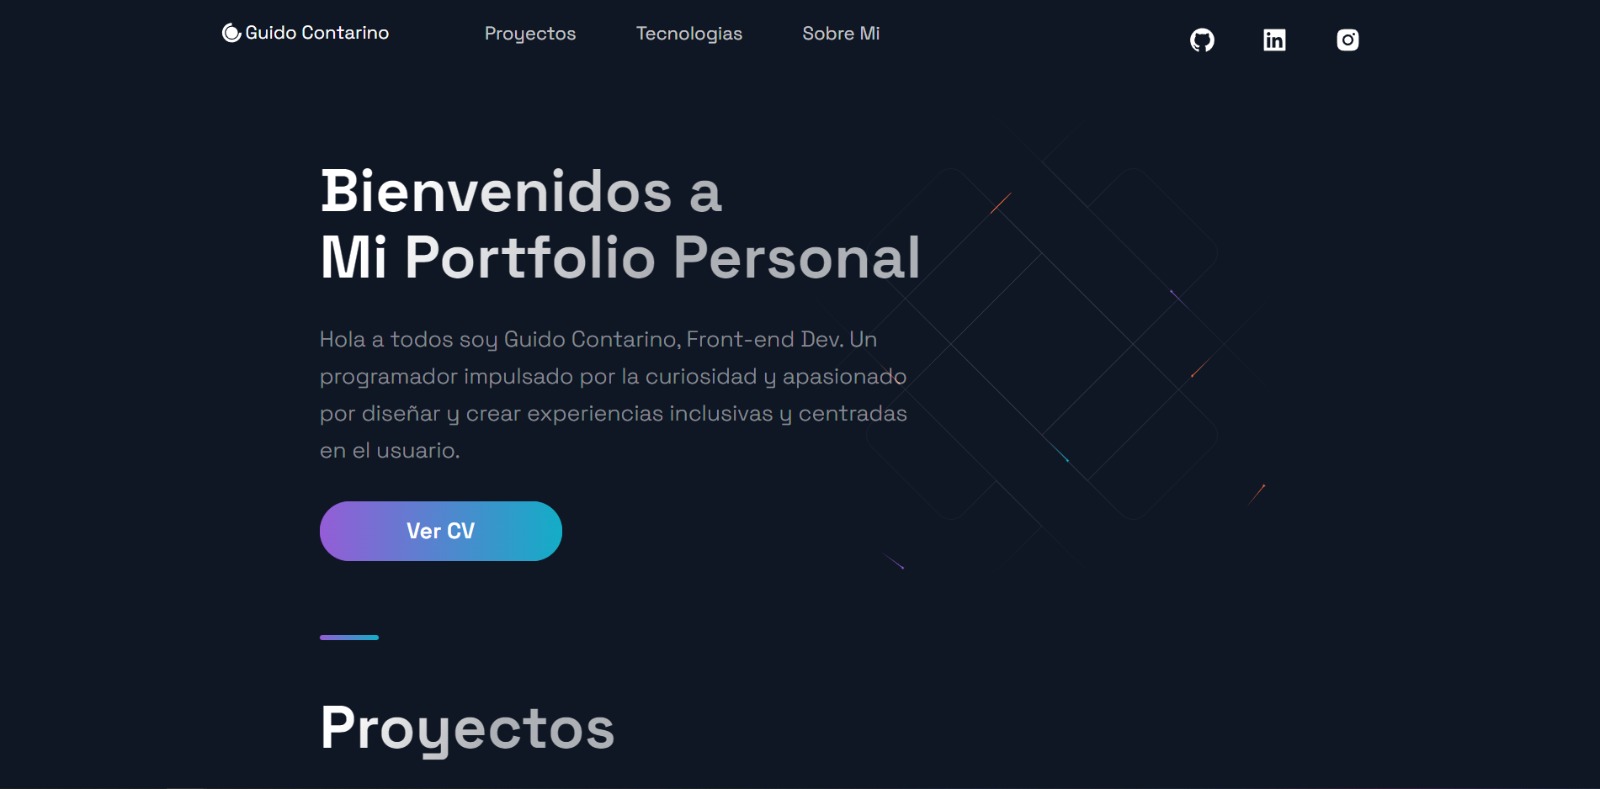 Guido Contarino
Proyectos
Tecnologias
Sobre Mi
Bienvenidos a
Mi Portfolio Personal
Hola a todos soy Guido Contarino, Front-end Dev. Un
programador impulsado por la curiosidad y apasionado
por diseñar y crear experiencias inclusivas y centradas
en el usuario.
Ver CV
Proyectos